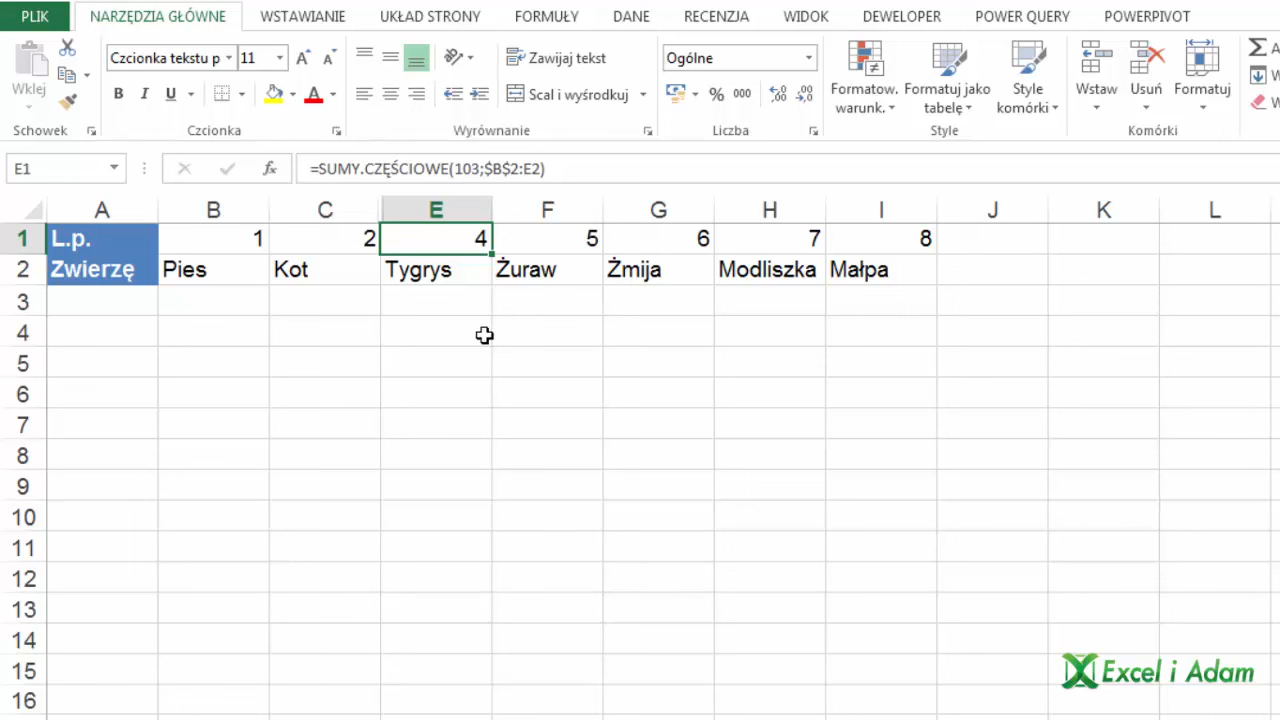 PLIK NARZĘDZIA GŁÓWNE WSTAWIANIE UKŁAD STRONY FORMUŁY DANE RECENZJA WIDOK DEWELOPER POWER QUERY POWERPIVOT
Wklej
Czcionka tekstu p 11
B I U A
Zawijaj tekst
Scal i wyśrodkuj
Ogólne
% 000
Formatow. warunk.
Formatuj jako tabelę
Style komórki
Wstaw Usuń Formatuj
Schowek Czcionka Wyrównanie Liczba Style Komórki
E1 fx =SUMY.CZĘŚCIOWE(103;$B$2:E2)
A B C E F G H I J K L
1 L.p. 1 2 4 5 6 7 8
2 Zwierzę Pies Kot Tygrys Żuraw Żmija Modliszka Małpa
3
4
5
6
7
8
9
10
11
12
13
14
15
16
Excel i Adam